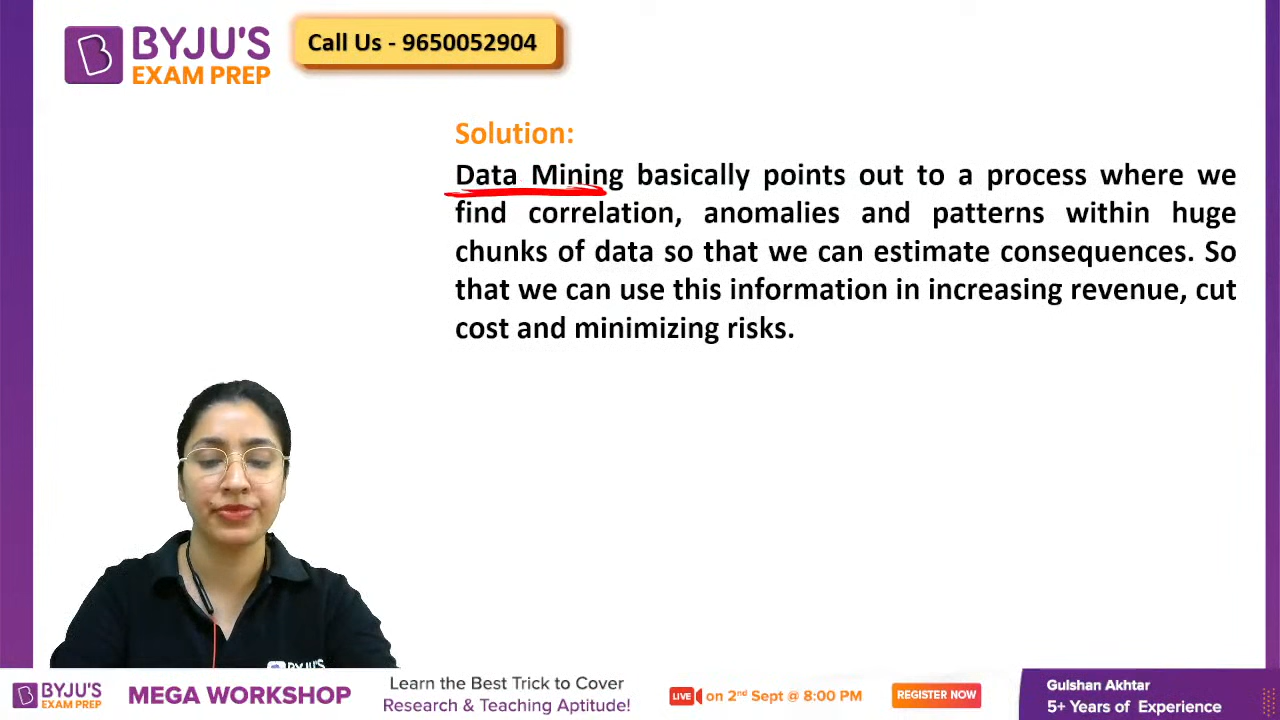 BYJU'S
EXAM PREP
Call Us - 9650052904
Solution:
Data Mining basically points out to a process where we
find correlation, anomalies and patterns within huge
chunks of data so that we can estimate consequences. So
that we can use this information in increasing revenue, cut
cost and minimizing risks.
BYJU'S
BYJU'S
EXAM PREP
MEGA WORKSHOP
Learn the Best Trick to Cover
Research & Teaching Aptitude!
LIVE on 2nd Sept @ 8:00 PM
REGISTER NOW
Gulshan Akhtar
5+ Years of Experience